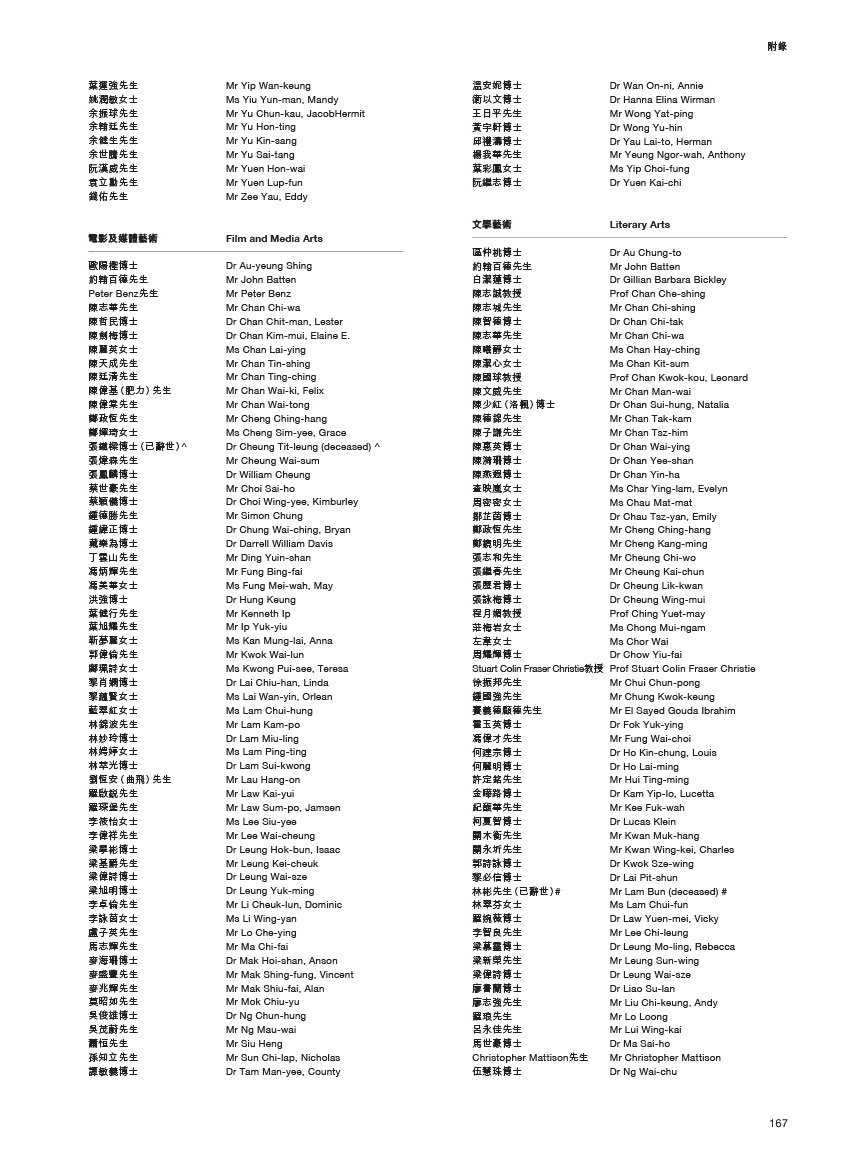 附錄
葉獲強先生 Mr Yip Wan-keung
姚潤敏女士 Ms Yiu Yun-man, Mandy
余振球先生 Mr Yu Chun-kau, JacobHermit
余翰廷先生 Mr Yu Hon-ting
余健生先生 Mr Yu Kin-sang
余世騰先生 Mr Yu Sai-tang
阮漢威先生 Mr Yuen Hon-wai
袁立勳先生 Mr Yuen Lup-fun
錢佑先生 Mr Zee Yau, Eddy
電影及媒體藝術 Film and Media Arts
歐陽檉博士 Dr Au-yeung Shing
約翰百德先生 Mr John Batten
Peter Benz先生 Mr Peter Benz
陳志華先生 Mr Chan Chi-wa
陳哲民博士 Dr Chan Chit-man, Lester
陳劍梅博士 Dr Chan Kim-mui, Elaine E.
陳麗英女士 Ms Chan Lai-ying
陳天成先生 Mr Chan Tin-shing
陳廷清先生 Mr Chan Ting-ching
陳偉基（肥力）先生 Mr Chan Wai-ki, Felix
陳偉棠先生 Mr Chan Wai-tong
鄭政恆先生 Mr Cheng Ching-hang
鄭嬋琦女士 Ms Cheng Sim-yee, Grace
張鐵樑博士（已辭世）^ Dr Cheung Tit-leung (deceased) ^
張煒森先生 Mr Cheung Wai-sum
張鳳麟博士 Dr William Cheung
蔡世豪先生 Mr Choi Sai-ho
蔡穎儀博士 Dr Choi Wing-yee, Kimburley
鍾德勝先生 Mr Simon Chung
鍾緯正博士 Dr Chung Wai-ching, Bryan
戴樂為博士 Dr Darrell William Davis
丁雲山先生 Mr Ding Yuin-shan
馮炳輝先生 Mr Fung Bing-fai
馮美華女士 Ms Fung Mei-wah, May
洪強博士 Dr Hung Keung
葉健行先生 Mr Kenneth Ip
葉旭耀先生 Mr Ip Yuk-yiu
靳夢麗女士 Ms Kan Mung-lai, Anna
郭偉倫先生 Mr Kwok Wai-lun
鄺珮詩女士 Ms Kwong Pui-see, Teresa
黎肖嫻博士 Dr Lai Chiu-han, Linda
黎蘊賢女士 Ms Lai Wan-yin, Orlean
藍翠紅女士 Ms Lam Chui-hung
林錦波先生 Mr Lam Kam-po
林妙玲博士 Dr Lam Miu-ling
林娉婷女士 Ms Lam Ping-ting
林萃光博士 Dr Lam Sui-kwong
劉恆安（曲飛）先生 Mr Lau Hang-on
羅啟銳先生 Mr Law Kai-yui
羅琛堡先生 Mr Law Sum-po, Jamsen
李筱怡女士 Ms Lee Siu-yee
李偉祥先生 Mr Lee Wai-cheung
梁學彬博士 Dr Leung Hok-bun, Isaac
梁基爵先生 Mr Leung Kei-cheuk
梁偉詩博士 Dr Leung Wai-sze
梁旭明博士 Dr Leung Yuk-ming
李卓倫先生 Mr Li Cheuk-lun, Dominic
李詠茵女士 Ms Li Wing-yan
盧子英先生 Mr Lo Che-ying
馬志輝先生 Mr Ma Chi-fai
麥海珊博士 Dr Mak Hoi-shan, Anson
麥盛豐先生 Mr Mak Shing-fung, Vincent
麥兆輝先生 Mr Mak Shiu-fai, Alan
莫昭如先生 Mr Mok Chiu-yu
吳俊雄博士 Dr Ng Chun-hung
吳茂蔚先生 Mr Ng Mau-wai
蕭恒先生 Mr Siu Heng
孫知立先生 Mr Sun Chi-lap, Nicholas
譚敏義博士 Dr Tam Man-yee, County
溫安妮博士 Dr Wan On-ni, Annie
衛以文博士 Dr Hanna Elina Wirman
王日平先生 Mr Wong Yat-ping
黃宇軒博士 Dr Wong Yu-hin
邱禮濤博士 Dr Yau Lai-to, Herman
楊我華先生 Mr Yeung Ngor-wah, Anthony
葉彩鳳女士 Ms Yip Choi-fung
阮繼志博士 Dr Yuen Kai-chi
文學藝術 Literary Arts
區仲桃博士 Dr Au Chung-to
約翰百德先生 Mr John Batten
白潔蓮博士 Dr Gillian Barbara Bickley
陳志誠教授 Prof Chan Che-shing
陳志城先生 Mr Chan Chi-shing
陳智德博士 Dr Chan Chi-tak
陳志華先生 Mr Chan Chi-wa
陳曦靜女士 Ms Chan Hay-ching
陳潔心女士 Ms Chan Kit-sum
陳國球教授 Prof Chan Kwok-kou, Leonard
陳文威先生 Mr Chan Man-wai
陳少紅（洛楓）博士 Dr Chan Sui-hung, Natalia
陳德錦先生 Mr Chan Tak-kam
陳子謙先生 Mr Chan Tsz-him
陳惠英博士 Dr Chan Wai-ying
陳漪珊博士 Dr Chan Yee-shan
陳燕遐博士 Dr Chan Yin-ha
查映嵐女士 Ms Char Ying-lam, Evelyn
周密密女士 Ms Chau Mat-mat
鄒芷茵博士 Dr Chau Tsz-yan, Emily
鄭政恆先生 Mr Cheng Ching-hang
鄭鏡明先生 Mr Cheng Kang-ming
張志和先生 Mr Cheung Chi-wo
張繼春先生 Mr Cheung Kai-chun
張歷君博士 Dr Cheung Lik-kwan
張詠梅博士 Dr Cheung Wing-mui
程月媚教授 Prof Ching Yuet-may
莊梅岩女士 Ms Chong Mui-ngam
左韋女士 Ms Chor Wai
周耀輝博士 Dr Chow Yiu-fai
Stuart Colin Fraser Christie教授 Prof Stuart Colin Fraser Christie
徐振邦先生 Mr Chui Chun-pong
鍾國強先生 Mr Chung Kwok-keung
賽義德顧德先生 Mr El Sayed Gouda Ibrahim
霍玉英博士 Dr Fok Yuk-ying
馮偉才先生 Mr Fung Wai-choi
何建宗博士 Dr Ho Kin-chung, Louis
何麗明博士 Dr Ho Lai-ming
許定銘先生 Mr Hui Ting-ming
金曄路博士 Dr Kam Yip-lo, Lucetta
紀馥華先生 Mr Kee Fuk-wah
柯夏智博士 Dr Lucas Klein
關木衡先生 Mr Kwan Muk-hang
關永圻先生 Mr Kwan Wing-kei, Charles
郭詩詠博士 Dr Kwok Sze-wing
黎必信博士 Dr Lai Pit-shun
林彬先生（已辭世）# Mr Lam Bun (deceased) #
林翠芬女士 Ms Lam Chui-fun
羅婉薇博士 Dr Law Yuen-mei, Vicky
李智良先生 Mr Lee Chi-leung
梁慕靈博士 Dr Leung Mo-ling, Rebecca
梁新榮先生 Mr Leung Sun-wing
梁偉詩博士 Dr Leung Wai-sze
廖書蘭博士 Dr Liao Su-lan
廖志強先生 Mr Liu Chi-keung, Andy
羅琅先生 Mr Lo Loong
呂永佳先生 Mr Lui Wing-kai
馬世豪博士 Dr Ma Sai-ho
Christopher Mattison先生 Mr Christopher Mattison
伍慧珠博士 Dr Ng Wai-chu
167